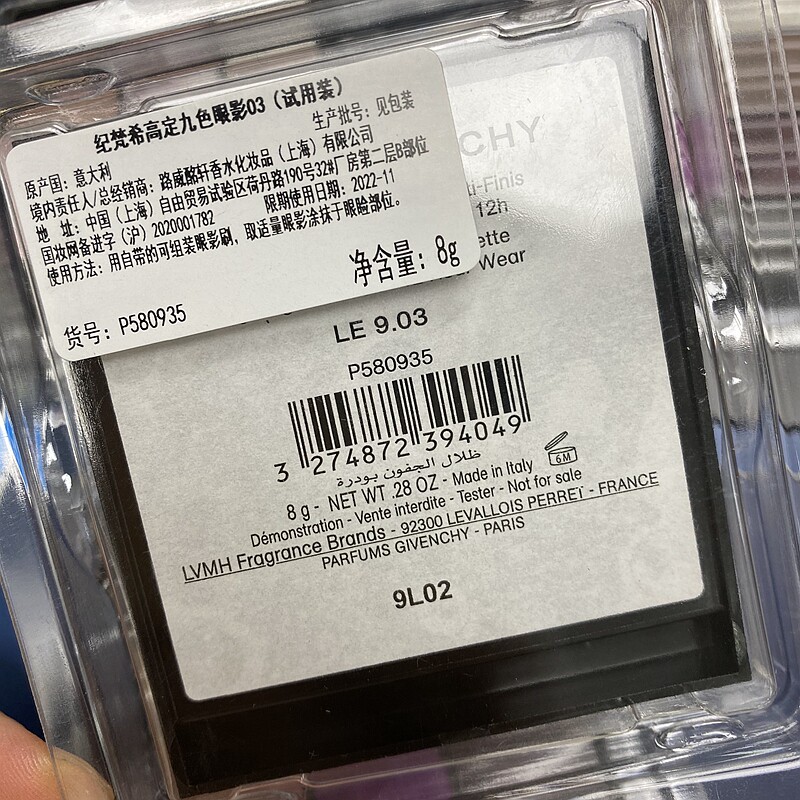 纪梵希高定九色眼影03（试用装）
生产批号：见包装
原产国：意大利
境内责任人/总经销商：路威酩轩香水化妆品（上海）有限公司
地 址：中国（上海）自由贸易试验区荷丹路190号32#厂房第二层B部位
国妆网备进字（沪）2020001782 限期使用日期：2022-11
使用方法：用自带的可组装眼影刷，取适量眼影涂抹于眼睑部位。
净含量：8g
货号：P580935
CHY
ti-Finis
12h
ette
Wear
LE 9.03
P580935
3 274872 394049
ظلال الجفون بودرة
6M
8 g - NET WT .28 OZ - Made in Italy
Démonstration - Vente interdite - Tester - Not for sale
LVMH Fragrance Brands - 92300 LEVALLOIS PERRET - FRANCE
PARFUMS GIVENCHY - PARIS
9L02